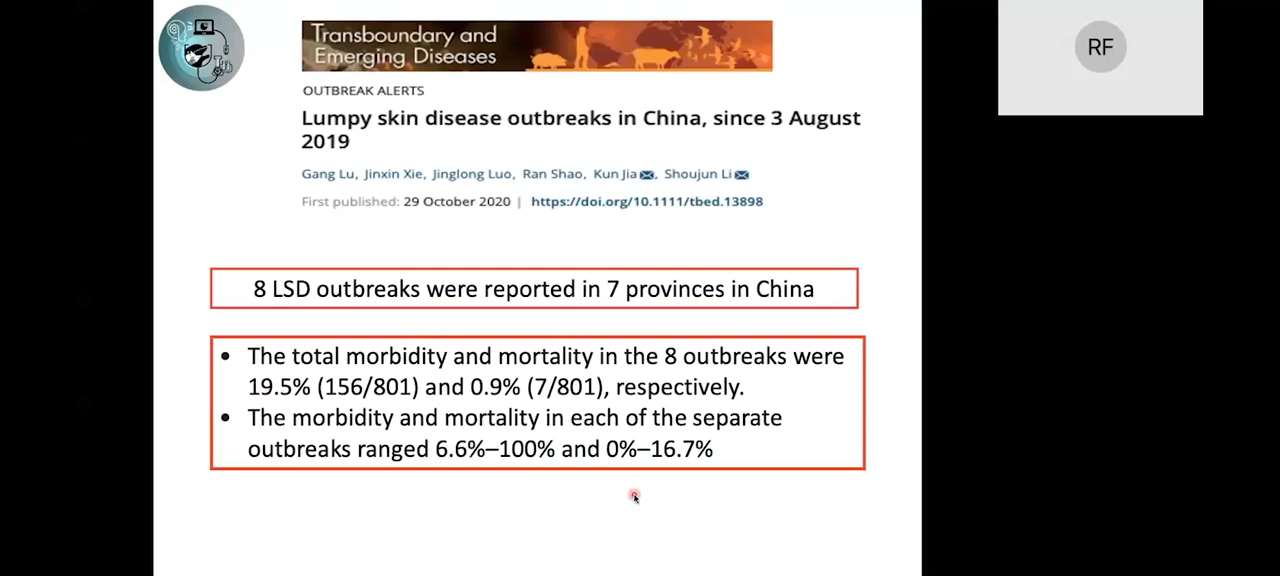 Transboundary and
Emerging Diseases
RF
OUTBREAK ALERTS
Lumpy skin disease outbreaks in China, since 3 August
2019
Gang Lu, Jinxin Xie, Jinglong Luo, Ran Shao, Kun Jia, Shoujun Li
First published: 29 October 2020 | https://doi.org/10.1111/tbed.13898
8 LSD outbreaks were reported in 7 provinces in China
• The total morbidity and mortality in the 8 outbreaks were
19.5% (156/801) and 0.9% (7/801), respectively.
• The morbidity and mortality in each of the separate
outbreaks ranged 6.6%–100% and 0%–16.7%